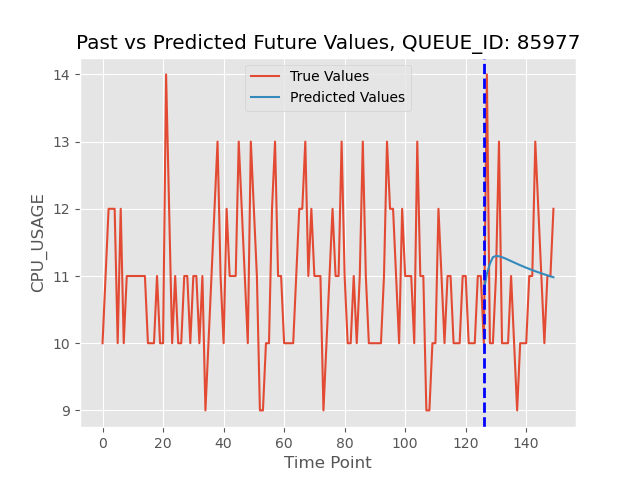 Past vs Predicted Future Values, QUEUE_ID: 85977
True Values
Predicted Values
14
13
12
11
10
9
CPU_USAGE
0 20 40 60 80 100 120 140
Time Point